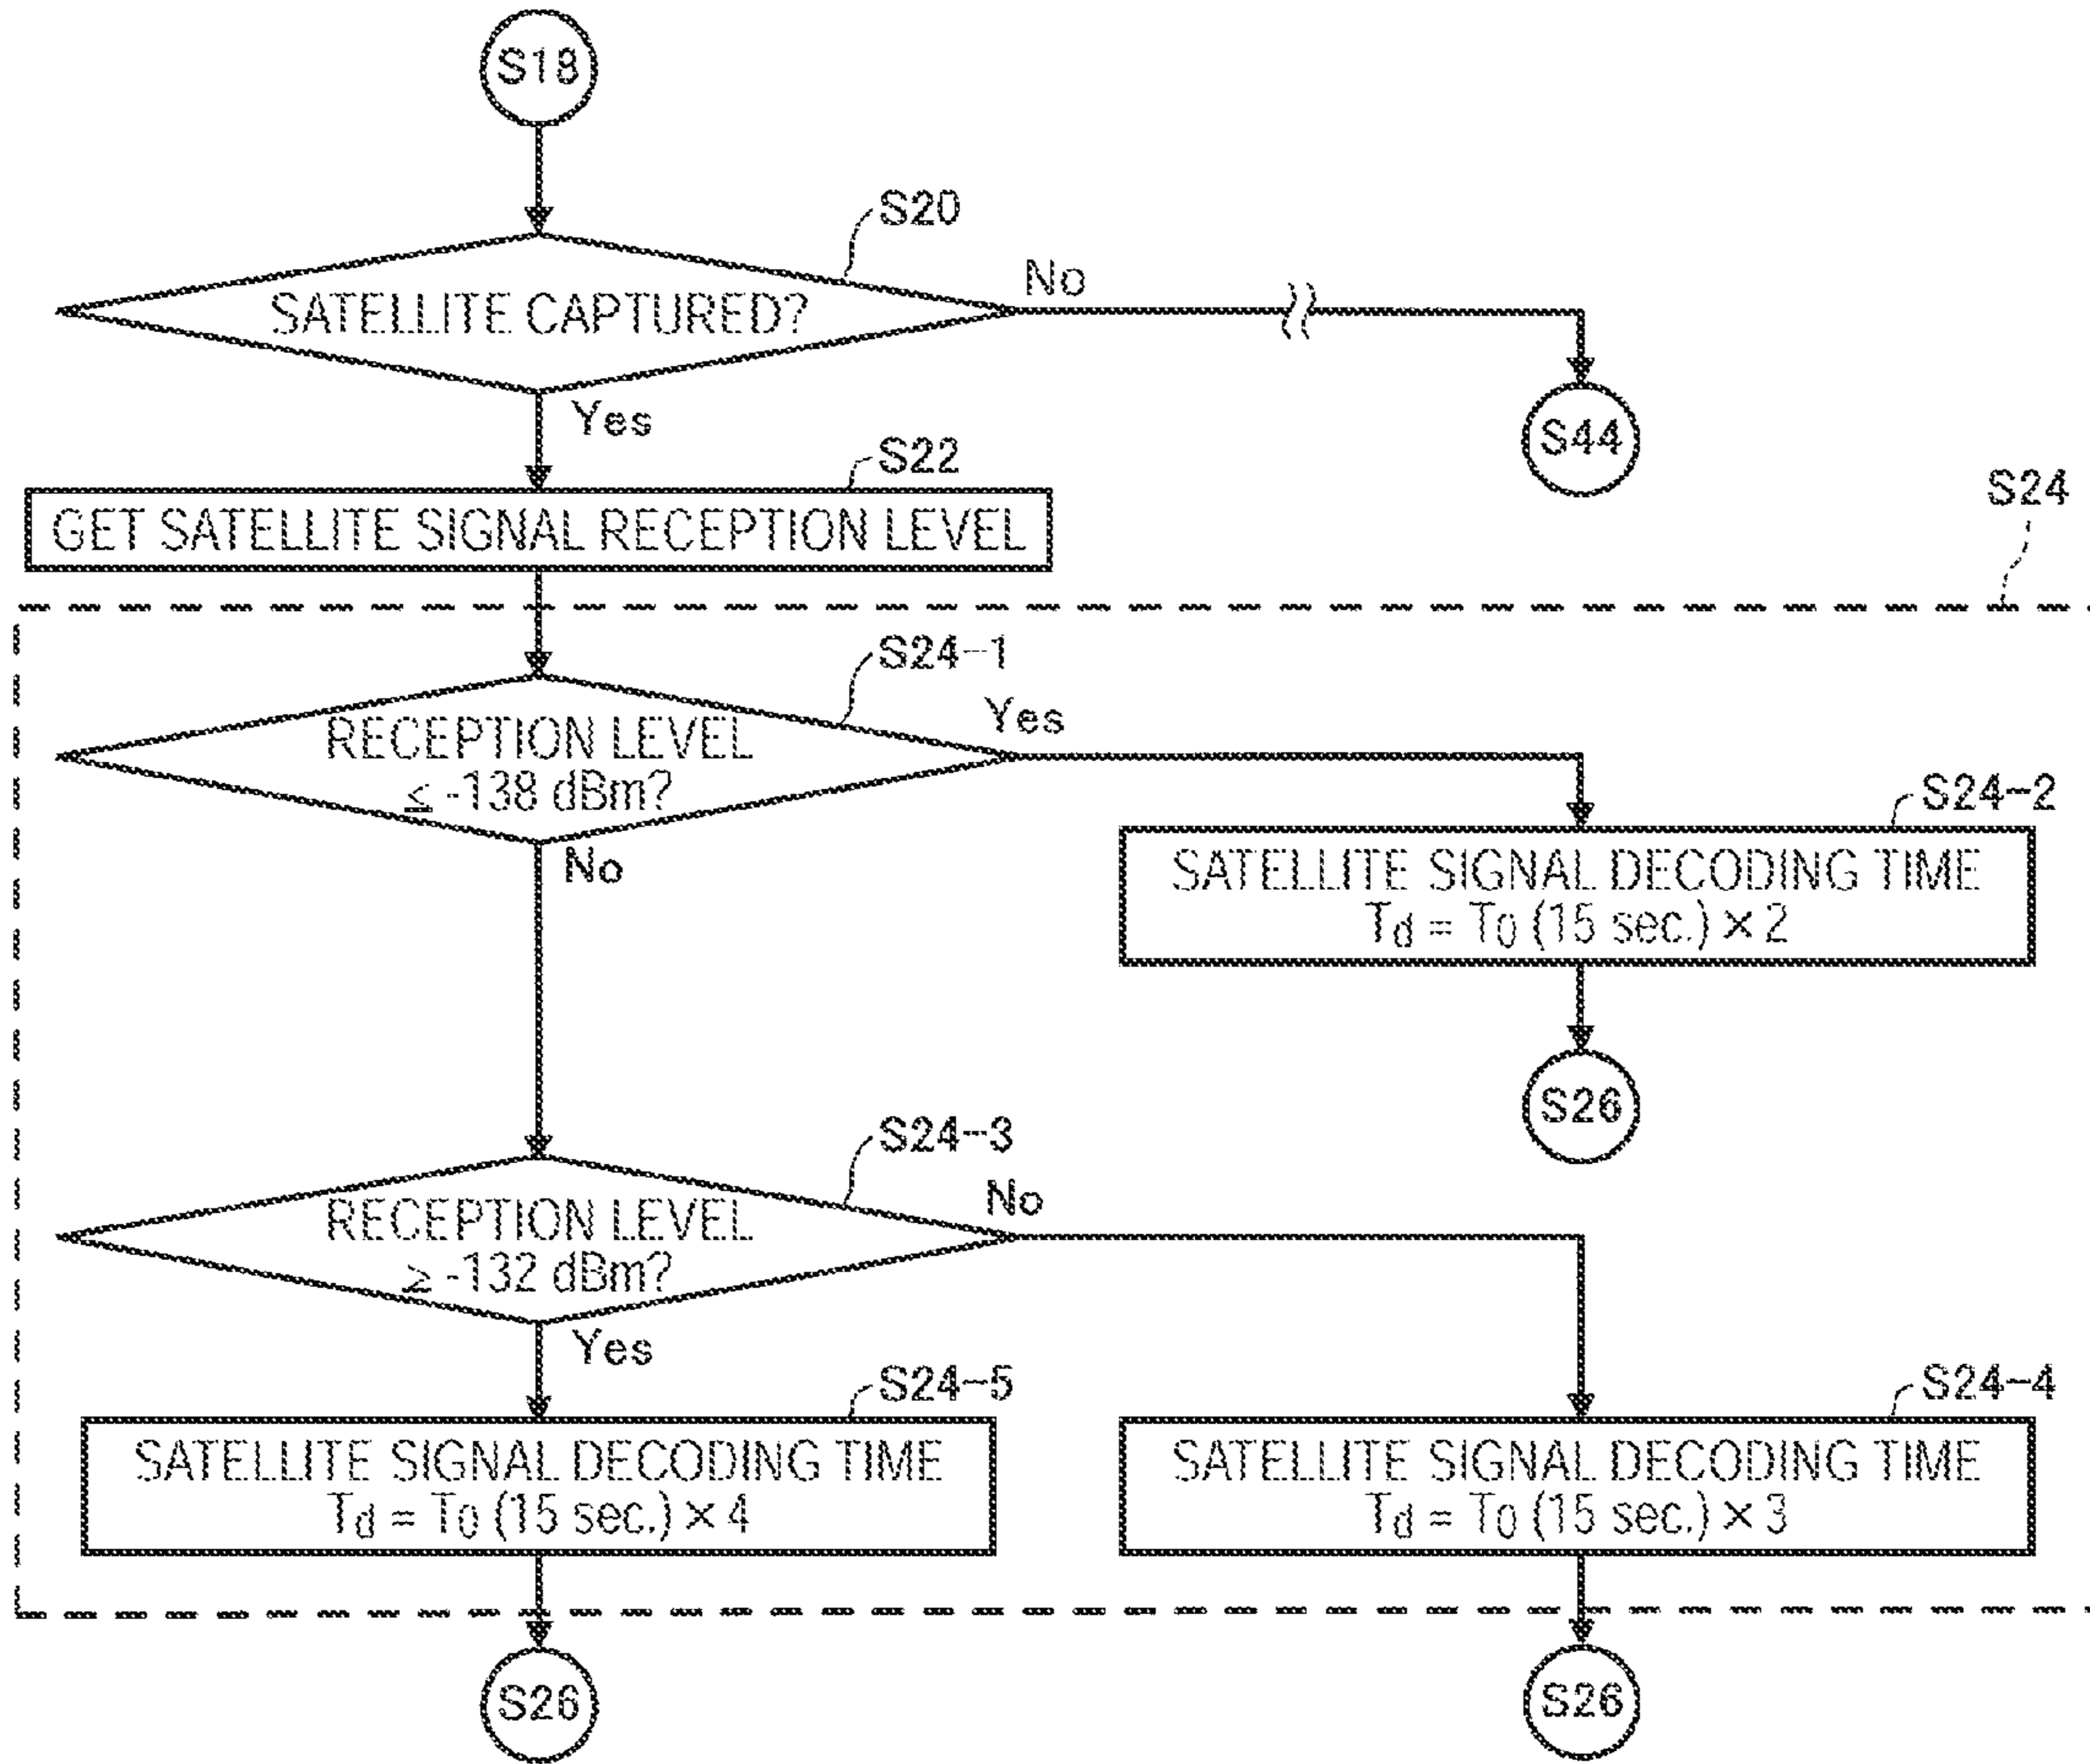 S18
S20
SATELLITE CAPTURED?
No
Yes
S44
S22
GET SATELLITE SIGNAL RECEPTION LEVEL
S24
S24-1
RECEPTION LEVEL
≤ -138 dBm?
Yes
No
S24-2
SATELLITE SIGNAL DECODING TIME
Td = T0 (15 sec.) × 2
S26
S24-3
RECEPTION LEVEL
≥ -132 dBm?
No
Yes
S24-5
SATELLITE SIGNAL DECODING TIME
Td = T0 (15 sec.) × 4
S24-4
SATELLITE SIGNAL DECODING TIME
Td = T0 (15 sec.) × 3
S26
S26